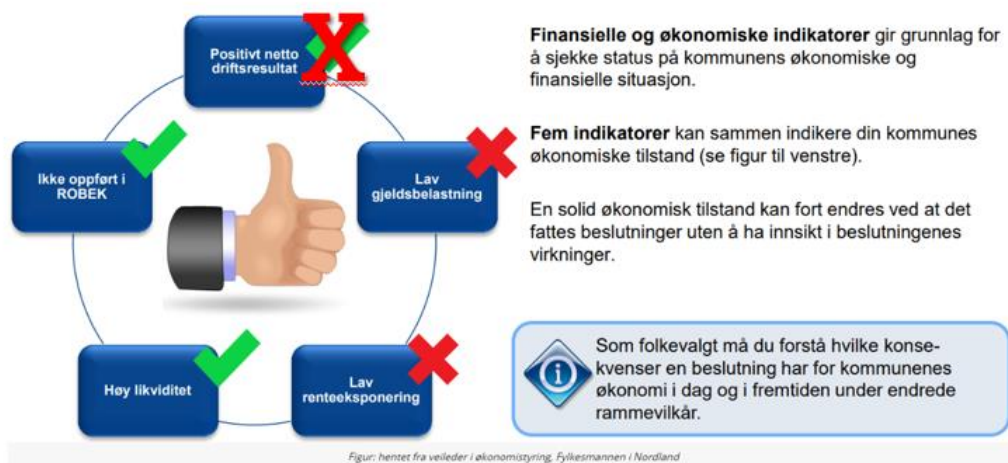 Positivt netto
driftsresultat
X
Ikke oppført i
ROBEK
Lav
gjeldsbelastning
Høy likviditet
Lav
renteeksponering
Finansielle og økonomiske indikatorer gir grunnlag for
å sjekke status på kommunens økonomiske og
finansielle situasjon.
Fem indikatorer kan sammen indikere din kommunes
økonomiske tilstand (se figur til venstre).
En solid økonomisk tilstand kan fort endres ved at det
fattes beslutninger uten å ha innsikt i beslutningenes
virkninger.
Som folkevalgt må du forstå hvilke konse-
kvenser en beslutning har for kommunenes
økonomi i dag og i fremtiden under endrede
rammevilkår.
Figur: hentet fra veileder i økonomistyring, Fylkesmannen i Nordland